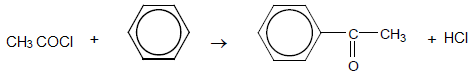 CH3 COCl + → C CH3 + HCl
O